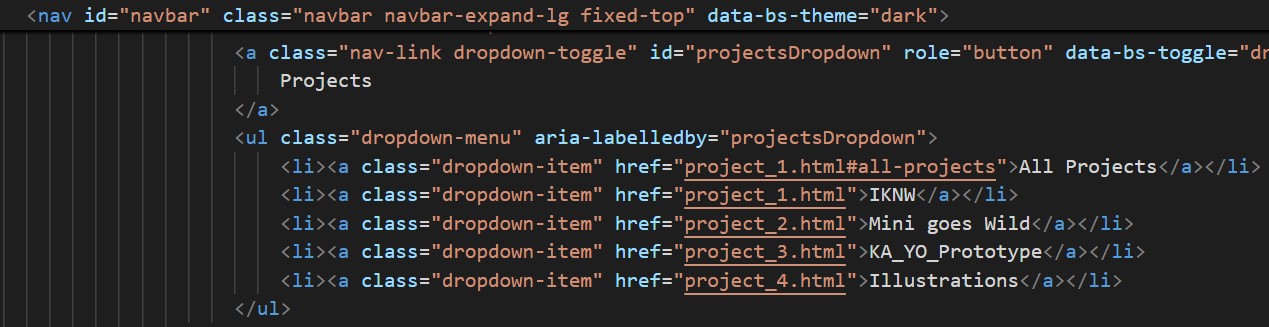 <nav id="navbar" class="navbar navbar-expand-lg fixed-top" data-bs-theme="dark">
<a class="nav-link dropdown-toggle" id="projectsDropdown" role="button" data-bs-toggle="dr
Projects
</a>
<ul class="dropdown-menu" aria-labelledby="projectsDropdown">
<li><a class="dropdown-item" href="project_1.html#all-projects">All Projects</a></li>
<li><a class="dropdown-item" href="project_1.html">IKNW</a></li>
<li><a class="dropdown-item" href="project_2.html">Mini goes Wild</a></li>
<li><a class="dropdown-item" href="project_3.html">KA_YO_Prototype</a></li>
<li><a class="dropdown-item" href="project_4.html">Illustrations</a></li>
</ul>